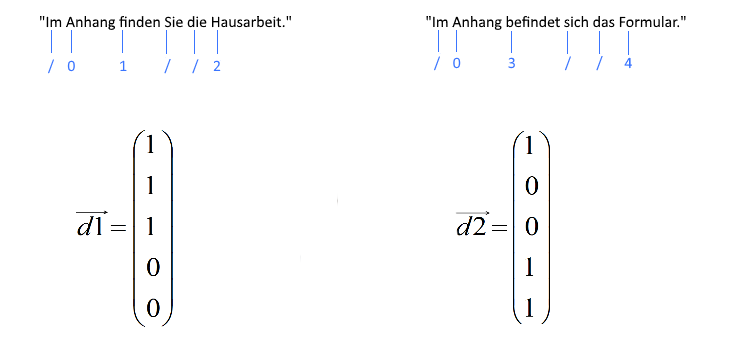 "Im Anhang finden Sie die Hausarbeit."
/ 0 1 / / 2
d1 = (1
1
1
0
0)
"Im Anhang befindet sich das Formular."
/ 0 3 / / 4
d2 = (1
0
0
1
1)